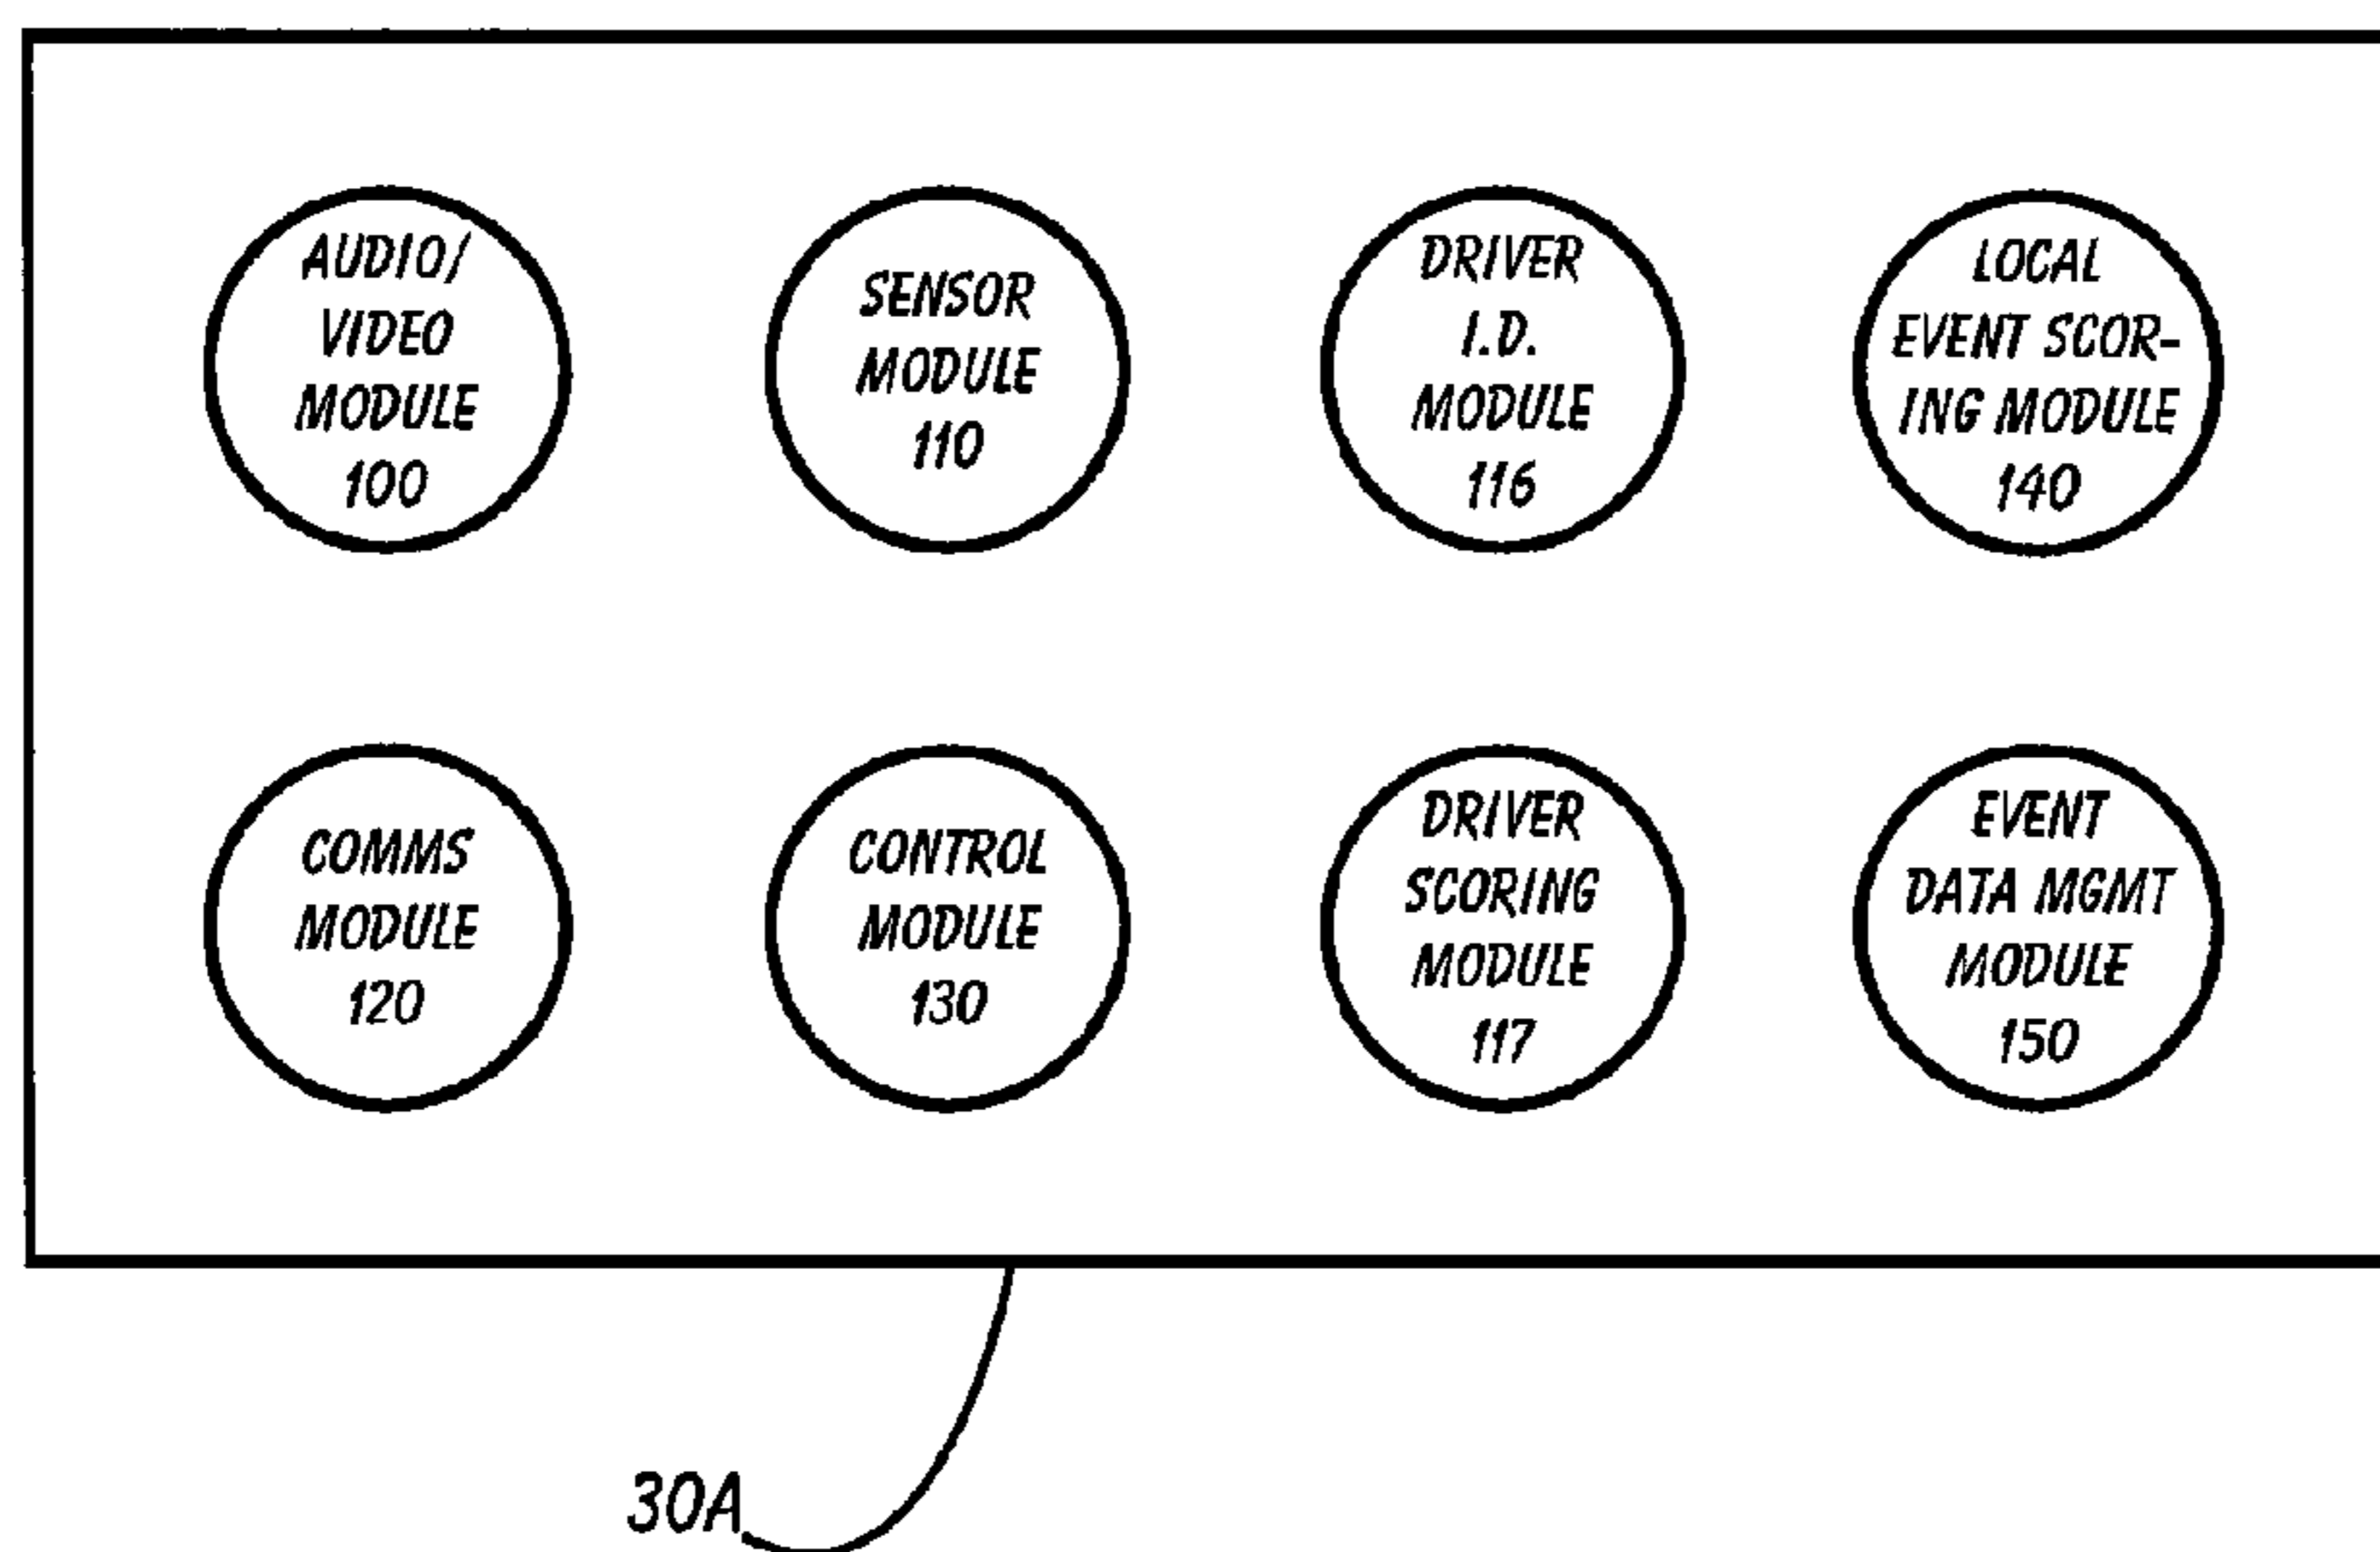 AUDIO/
VIDEO
MODULE
100
SENSOR
MODULE
110
DRIVER
I.D.
MODULE
116
LOCAL
EVENT SCOR-
ING MODULE
140
COMMS
MODULE
120
CONTROL
MODULE
130
DRIVER
SCORING
MODULE
117
EVENT
DATA MGMT
MODULE
150
30A